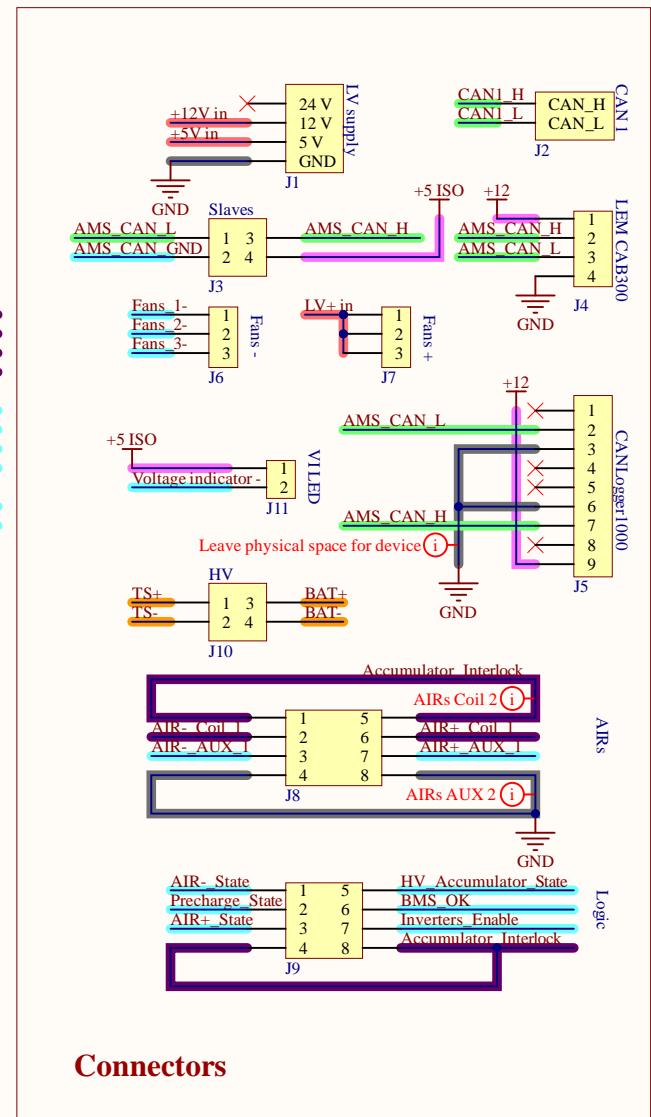 LV supply
24 V
+12V in
12 V
+5V in
5 V
GND
GND
J1
CAN 1
CAN1_H
CAN_H
CAN1_L
CAN_L
J2
Slaves
+5 ISO
AMS_CAN_L
1 3
AMS_CAN_H
AMS_CAN_GND
2 4
J3
LEM CAB300
+12
1
AMS_CAN_H
2
AMS_CAN_L
3
4
GND
J4
Fans_1-
1
Fans_2-
2
Fans_3-
3
Fans -
J6
LV+ in
1
2
3
Fans +
J7
+12
CANLogger1000
1
AMS_CAN_L
2
3
4
5
6
AMS_CAN_H
7
8
9
Leave physical space for device
i
GND
J5
+5 ISO
VI LED
1
Voltage indicator -
2
J11
HV
TS+
1 3
BAT+
TS-
2 4
BAT-
J10
Accumulator_Interlock
AIRs Coil 2
i
AIRs
1 5
AIR-_Coil_1
2 6
AIR+_Coil_1
AIR-_AUX_1
3 7
AIR+_AUX_1
4 8
J8
AIRs AUX 2
i
GND
AIR-_State
1 5
HV_Accumulator_State
Precharge_State
2 6
BMS_OK
AIR+_State
3 7
Inverters_Enable
4 8
Accumulator_Interlock
Logic
J9
Connectors